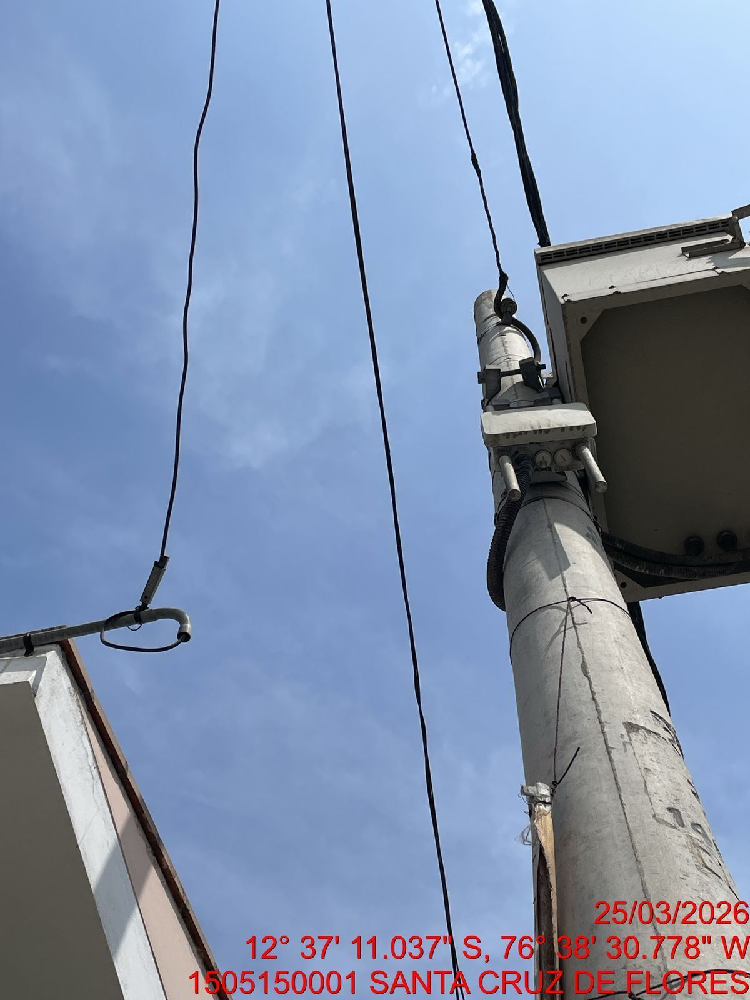 25/03/2026
12° 37' 11.037" S, 76° 38' 30.778" W
1505150001 SANTA CRUZ DE FLORES